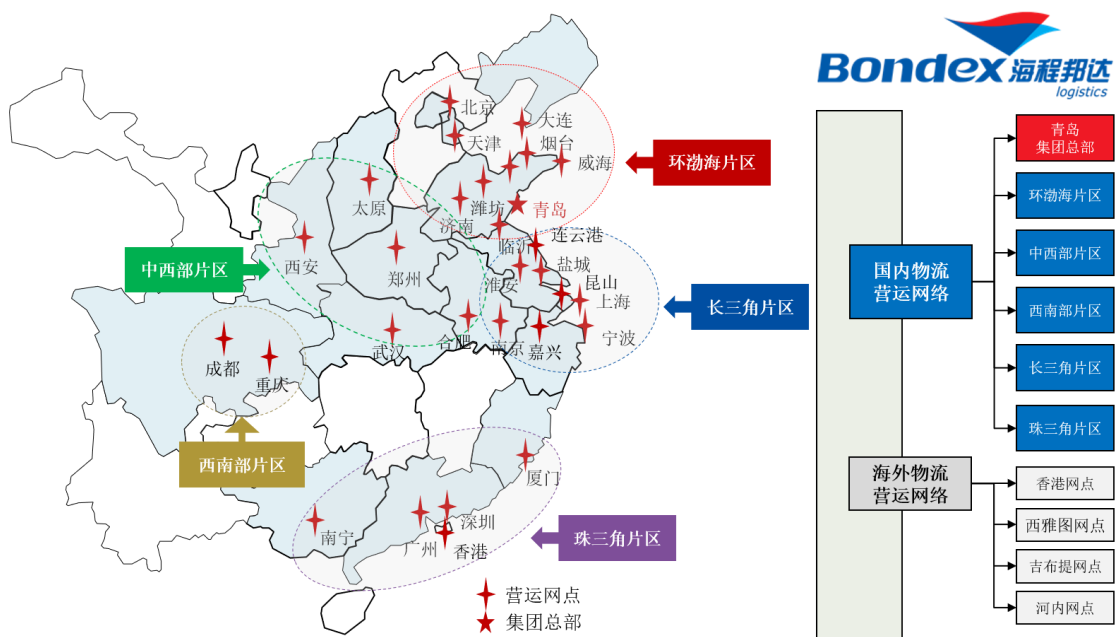 Bondex 海程邦达
logistics
北京
大连
天津
烟台
威海
环渤海片区
太原
潍坊
济南
青岛
临沂
连云港
中西部片区
西安
郑州
淮安
盐城
昆山
上海
长三角片区
宁波
武汉
合肥
南京
嘉兴
成都
重庆
西南部片区
厦门
南宁
广州
深圳
香港
珠三角片区
营运网点
集团总部
国内物流
营运网络
青岛
集团总部
环渤海片区
中西部片区
西南部片区
长三角片区
珠三角片区
海外物流
营运网络
香港网点
西雅图网点
吉布提网点
河内网点